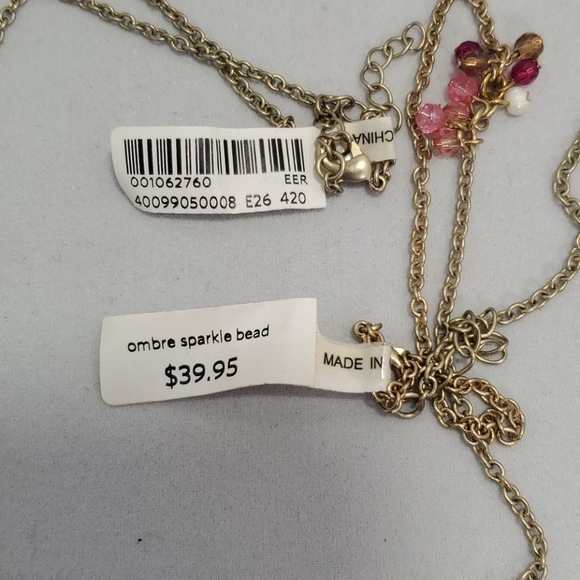 001062760 EER
40099050008 E26 420
CHINA
ombre sparkle bead
$39.95
MADE IN